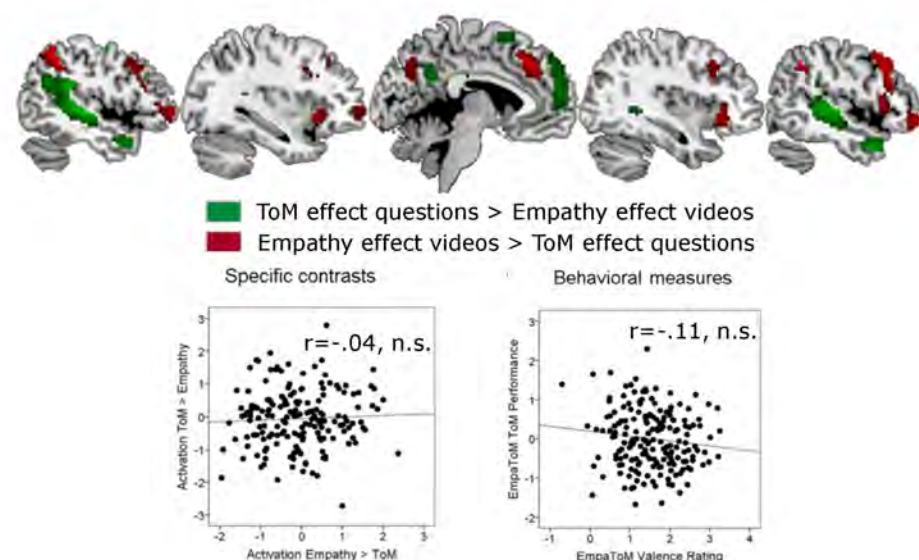 ToM effect questions > Empathy effect videos
Empathy effect videos > ToM effect questions
Specific contrasts
Behavioral measures
r=-.04, n.s.
r=-.11, n.s.
Activation ToM > Empathy
3
2
1
0
-1
-2
-3
-2
-1
0
1
2
3
Activation Empathy > ToM
EmpaToM ToM Performance
3
2
1
0
-1
-2
-1
0
1
2
3
4
EmpaToM Valence Rating